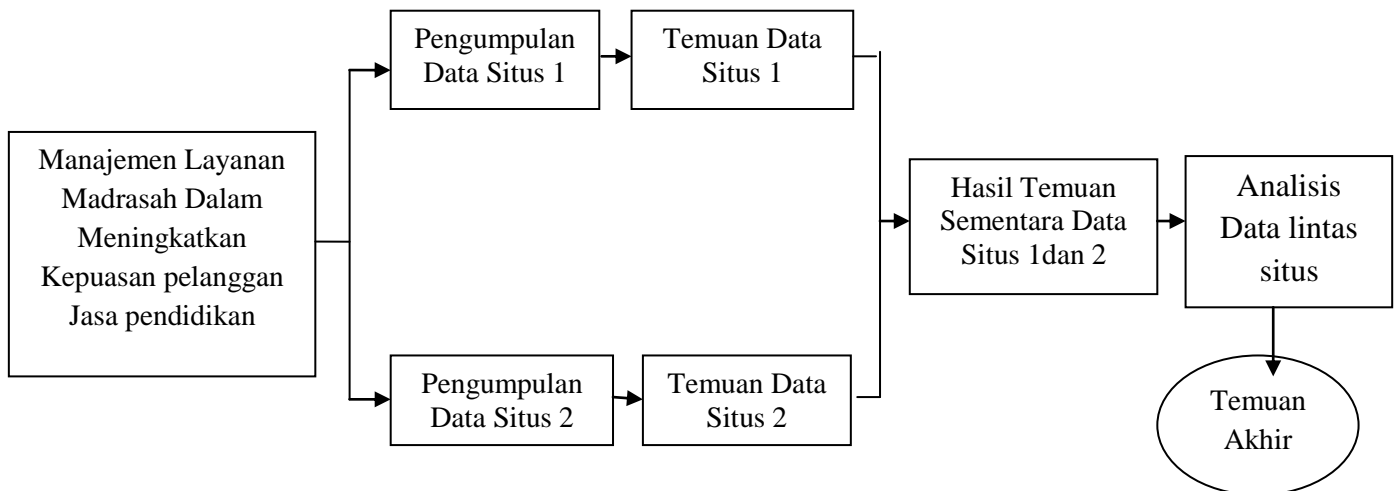 Manajemen Layanan
Madrasah Dalam
Meningkatkan
Kepuasan pelanggan
Jasa pendidikan
Pengumpulan
Data Situs 1
Temuan Data
Situs 1
Pengumpulan
Data Situs 2
Temuan Data
Situs 2
Hasil Temuan
Sementara Data
Situs 1dan 2
Analisis
Data lintas
situs
Temuan
Akhir